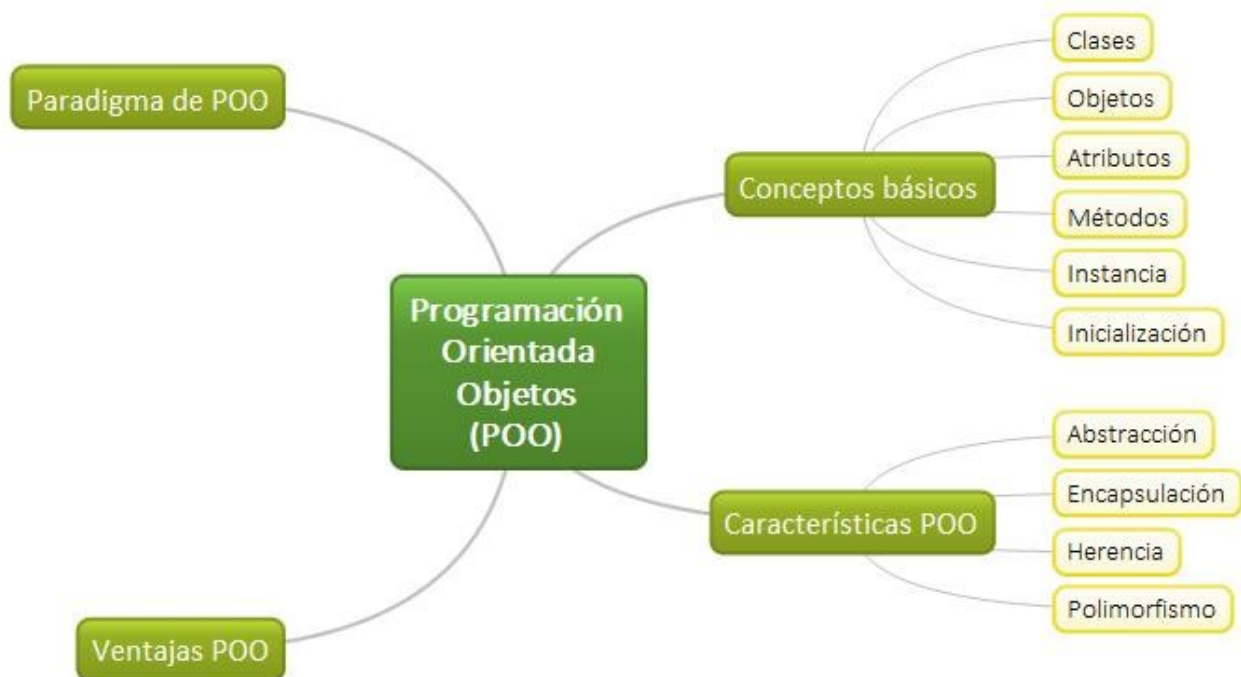 Paradigma de POO
Programación
Orientada
Objetos
(POO)
Ventajas POO
Conceptos básicos
Clases
Objetos
Atributos
Métodos
Instancia
Inicialización
Característícas POO
Abstracción
Encapsulación
Herencia
Polimorfismo